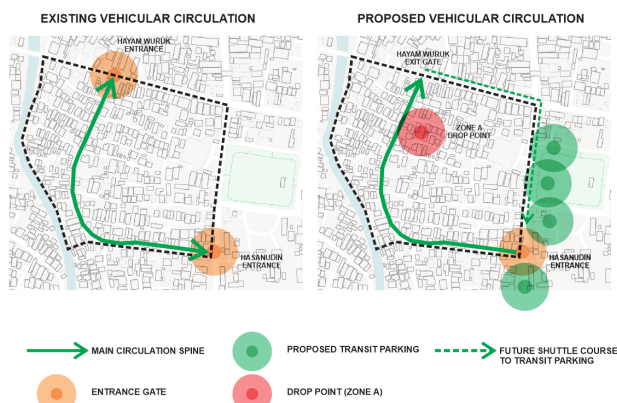 EXISTING VEHICULAR CIRCULATION
PROPOSED VEHICULAR CIRCULATION
HAYAM WURUK
ENTRANCE
HASANUDIN
ENTRANCE
HAYAM WURUK
EXIT GATE
ZONE A
DROP POINT
HASANUDIN
ENTRANCE
MAIN CIRCULATION SPINE
PROPOSED TRANSIT PARKING
FUTURE SHUTTLE COURSE
TO TRANSIT PARKING
ENTRANCE GATE
DROP POINT (ZONE A)